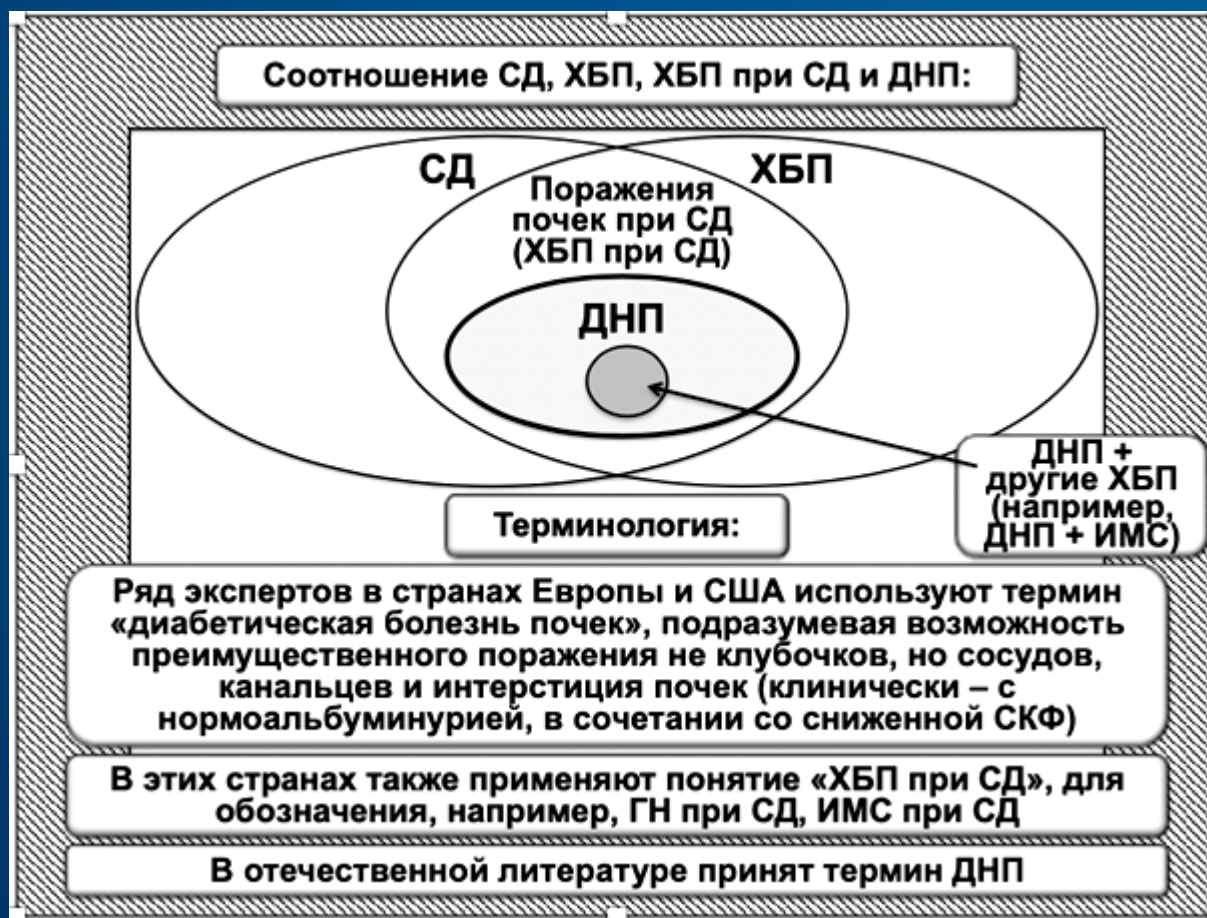 Соотношение СД, ХБП, ХБП при СД и ДНП:
СД
ХБП
Поражения
почек при СД
(ХБП при СД)
ДНП
ДНП +
другие ХБП
(например,
ДНП + ИМС)
Терминология:
Ряд экспертов в странах Европы и США используют термин
«диабетическая болезнь почек», подразумевая возможность
преимущественного поражения не клубочков, но сосудов,
канальцев и интерстиция почек (клинически – с
нормоальбуминурией, в сочетании со сниженной СКФ)
В этих странах также применяют понятие «ХБП при СД», для
обозначения, например, ГН при СД, ИМС при СД
В отечественной литературе принят термин ДНП